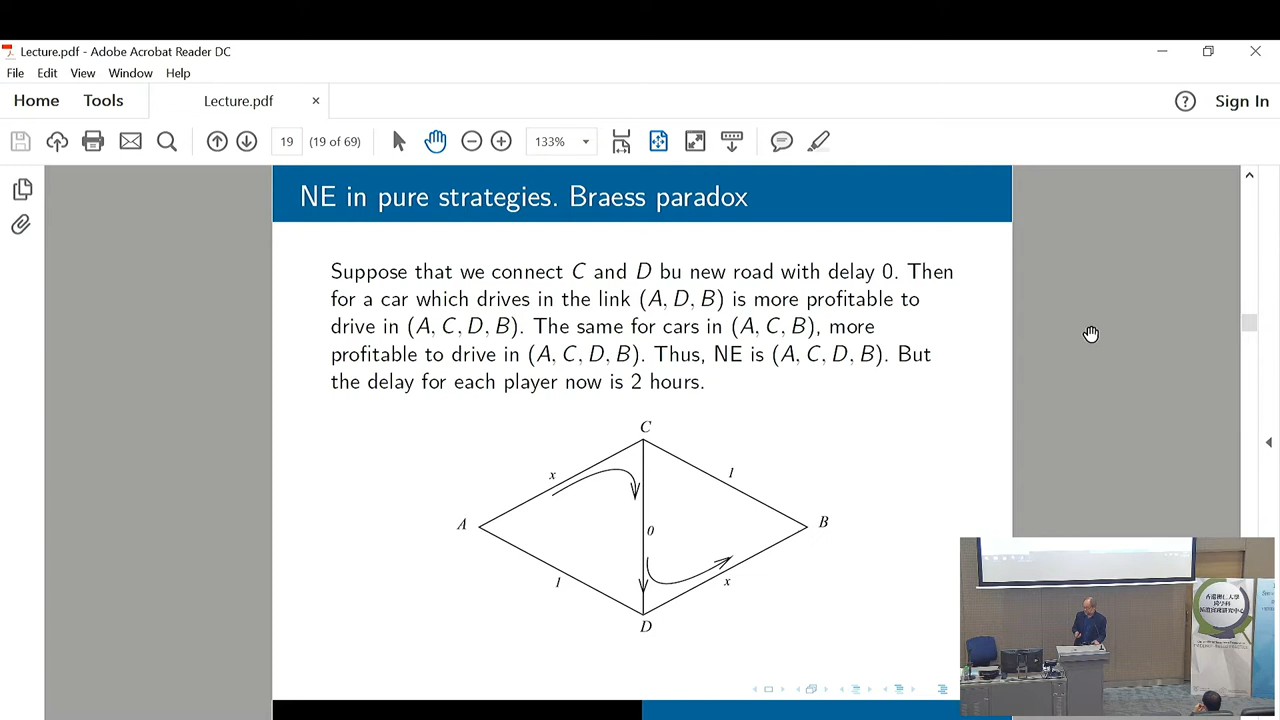 Lecture.pdf - Adobe Acrobat Reader DC
File Edit View Window Help
Home Tools Lecture.pdf × Sign In
19 (19 of 69) 133%
NE in pure strategies. Braess paradox
Suppose that we connect C and D bu new road with delay 0. Then
for a car which drives in the link (A, D, B) is more profitable to
drive in (A, C, D, B). The same for cars in (A, C, B), more
profitable to drive in (A, C, D, B). Thus, NE is (A, C, D, B). But
the delay for each player now is 2 hours.
C
x 1
A 0 B
1 x
D